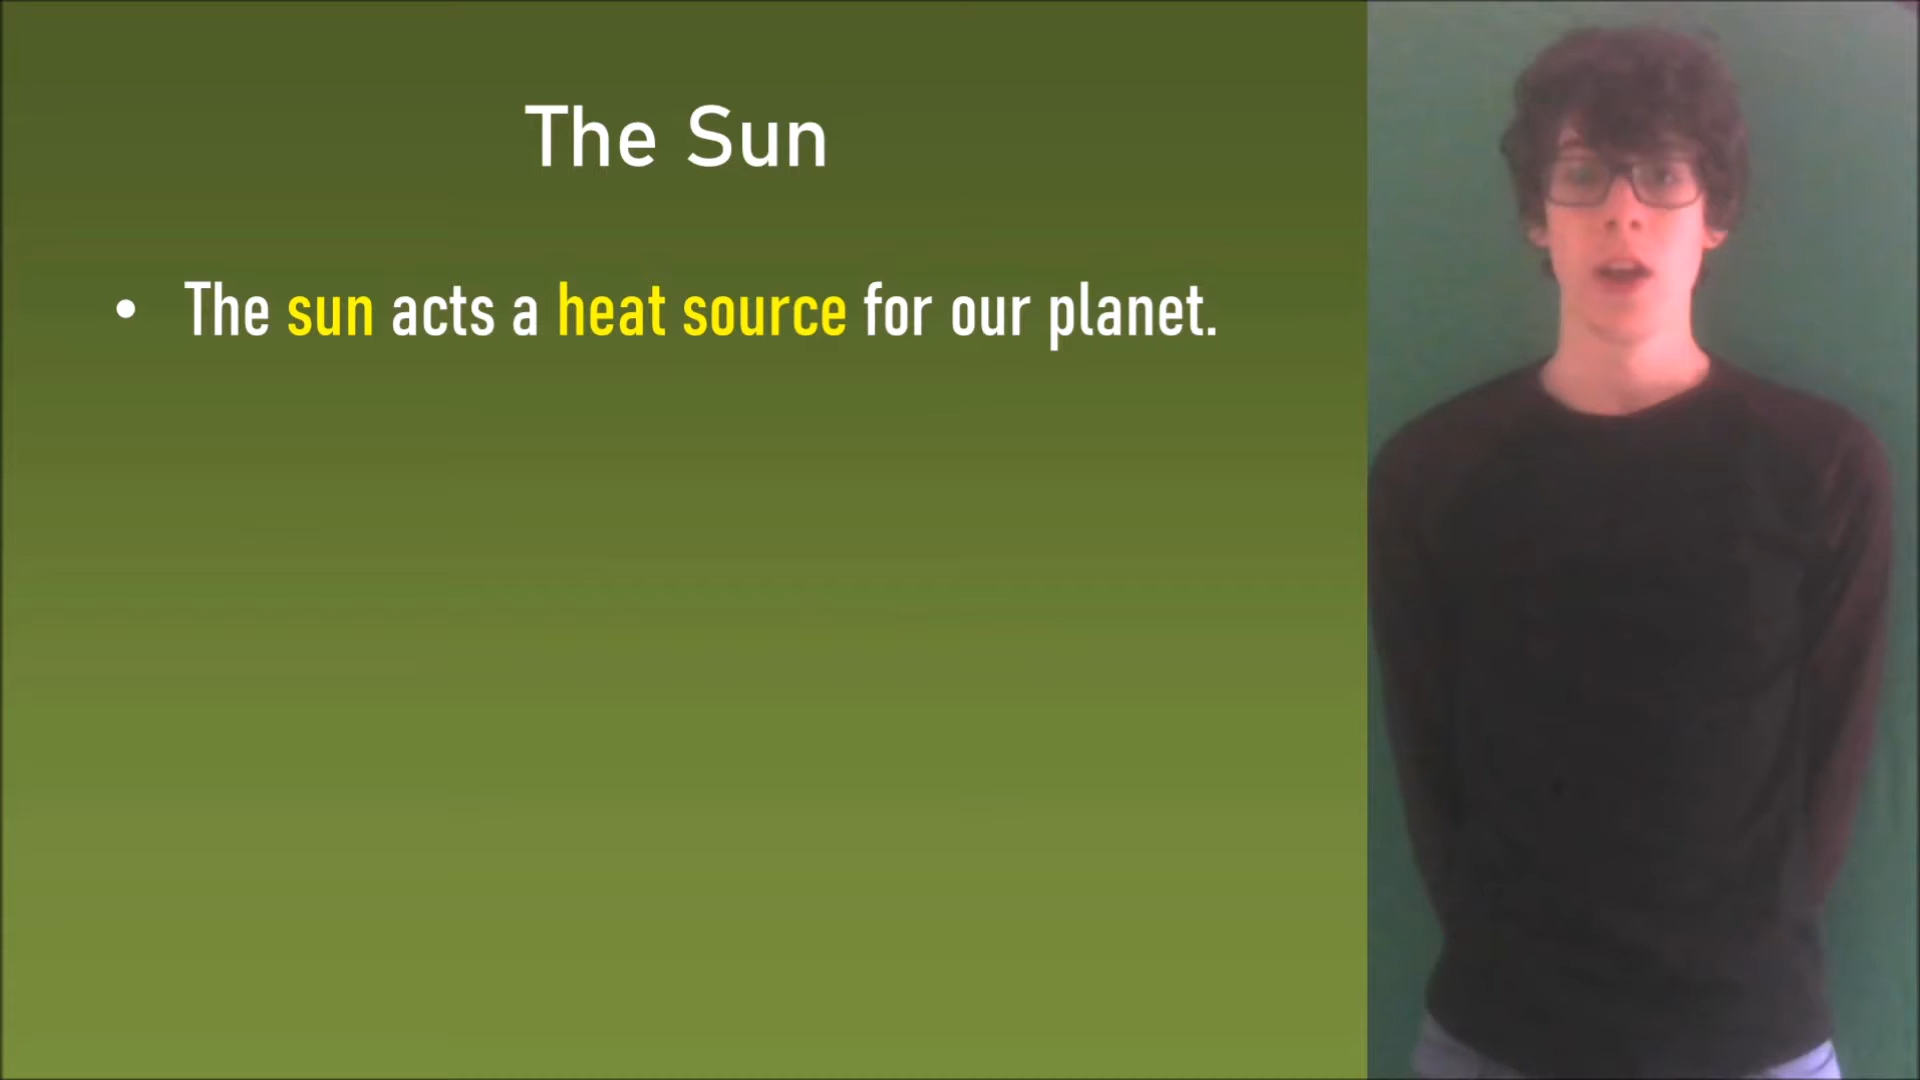 The Sun
• The sun acts a heat source for our planet.